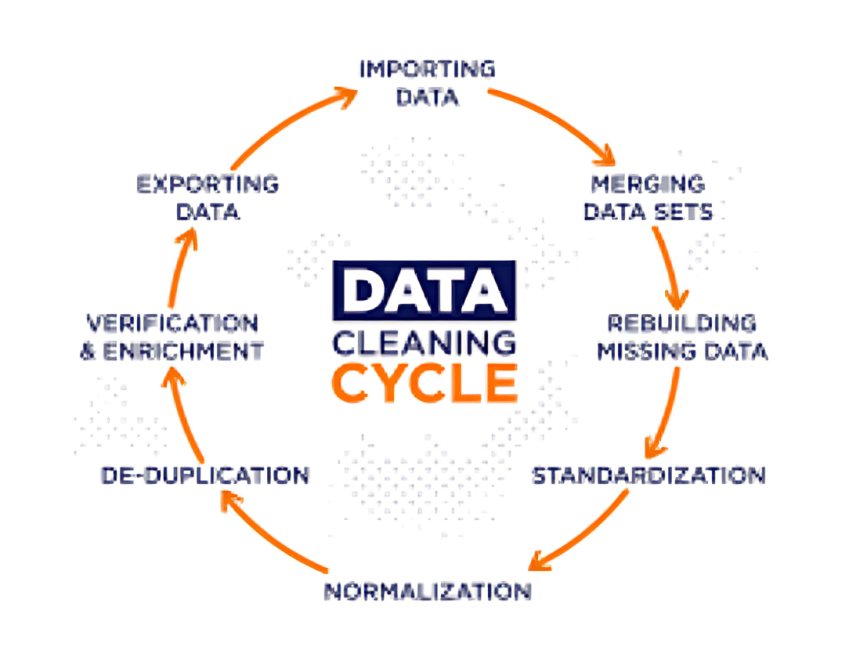 IMPORTING
DATA
MERGING
DATA SETS
REBUILDING
MISSING DATA
STANDARDIZATION
NORMALIZATION
DE-DUPLICATION
VERIFICATION
& ENRICHMENT
EXPORTING
DATA
DATA
CLEANING
CYCLE